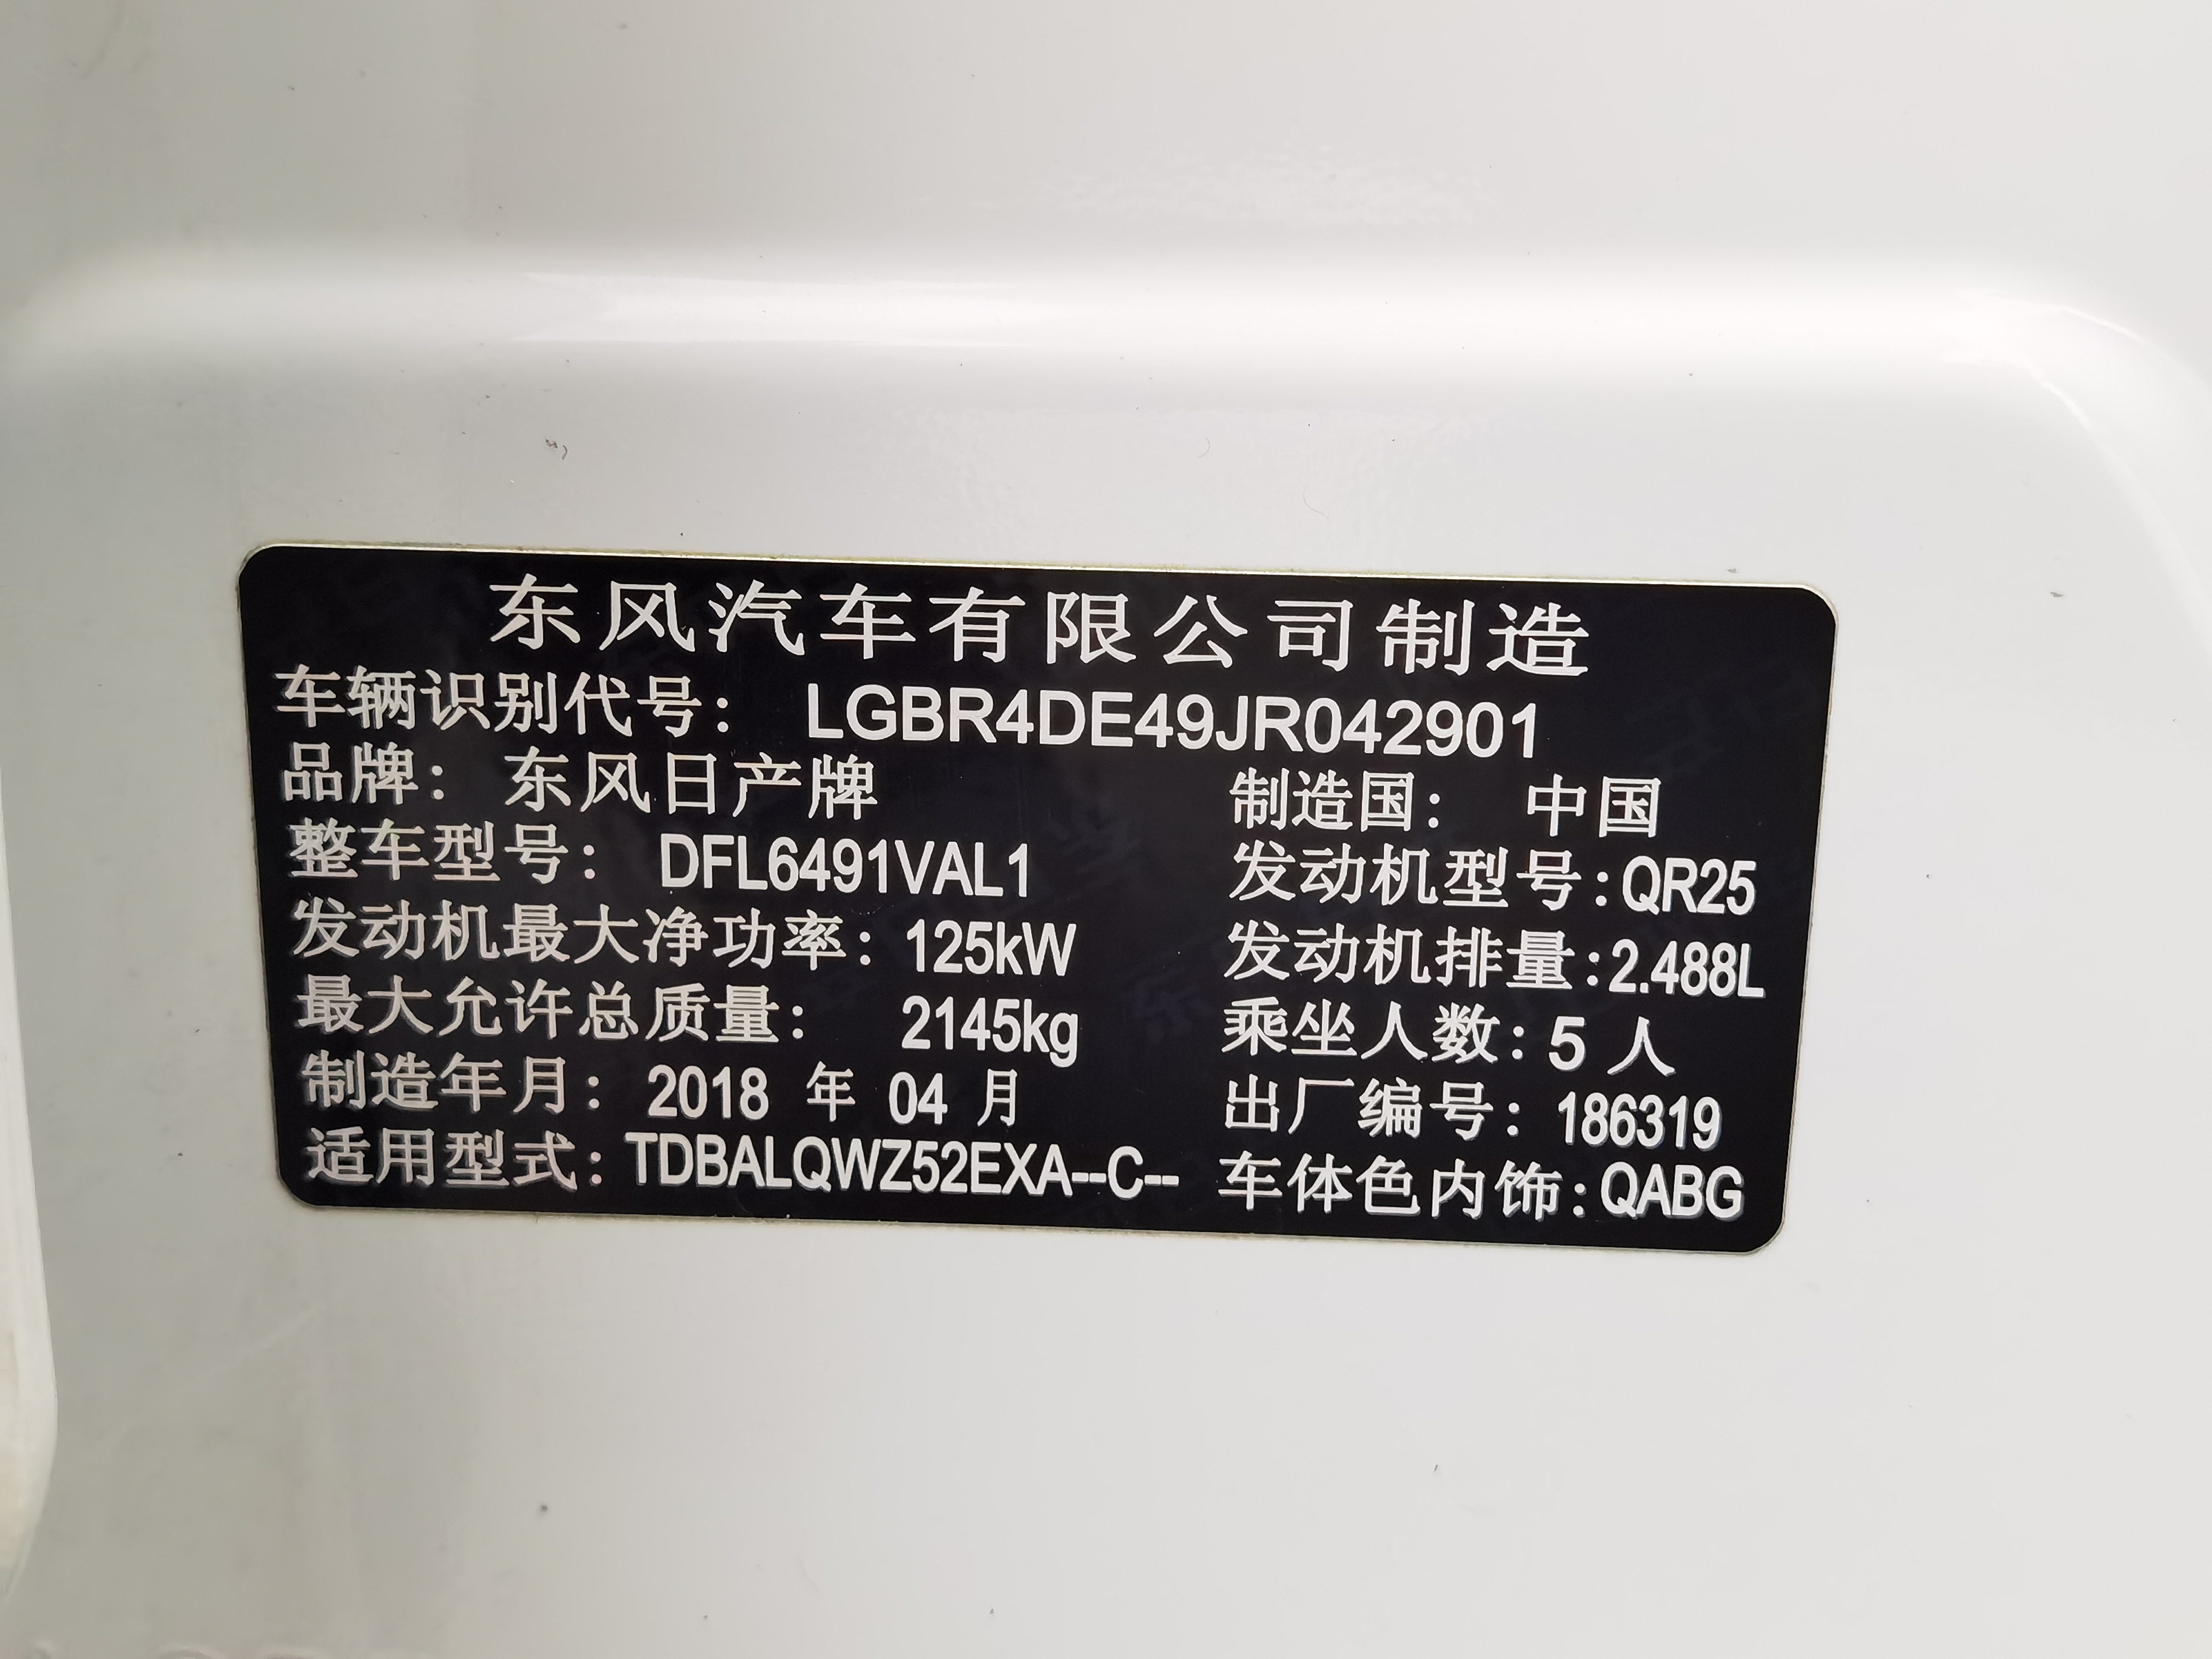 东风汽车有限公司制造
车辆识别代号： LGBR4DE49JR042901
品牌： 东风日产牌 制造国： 中国
整车型号： DFL6491VAL1 发动机型号：QR25
发动机最大净功率：125kW 发动机排量：2.488L
最大允许总质量： 2145kg 乘坐人数：5 人
制造年月： 2018 年 04 月 出厂编号： 186319
适用型式：TDBALQWZ52EXA--C-- 车体色内饰：QABG